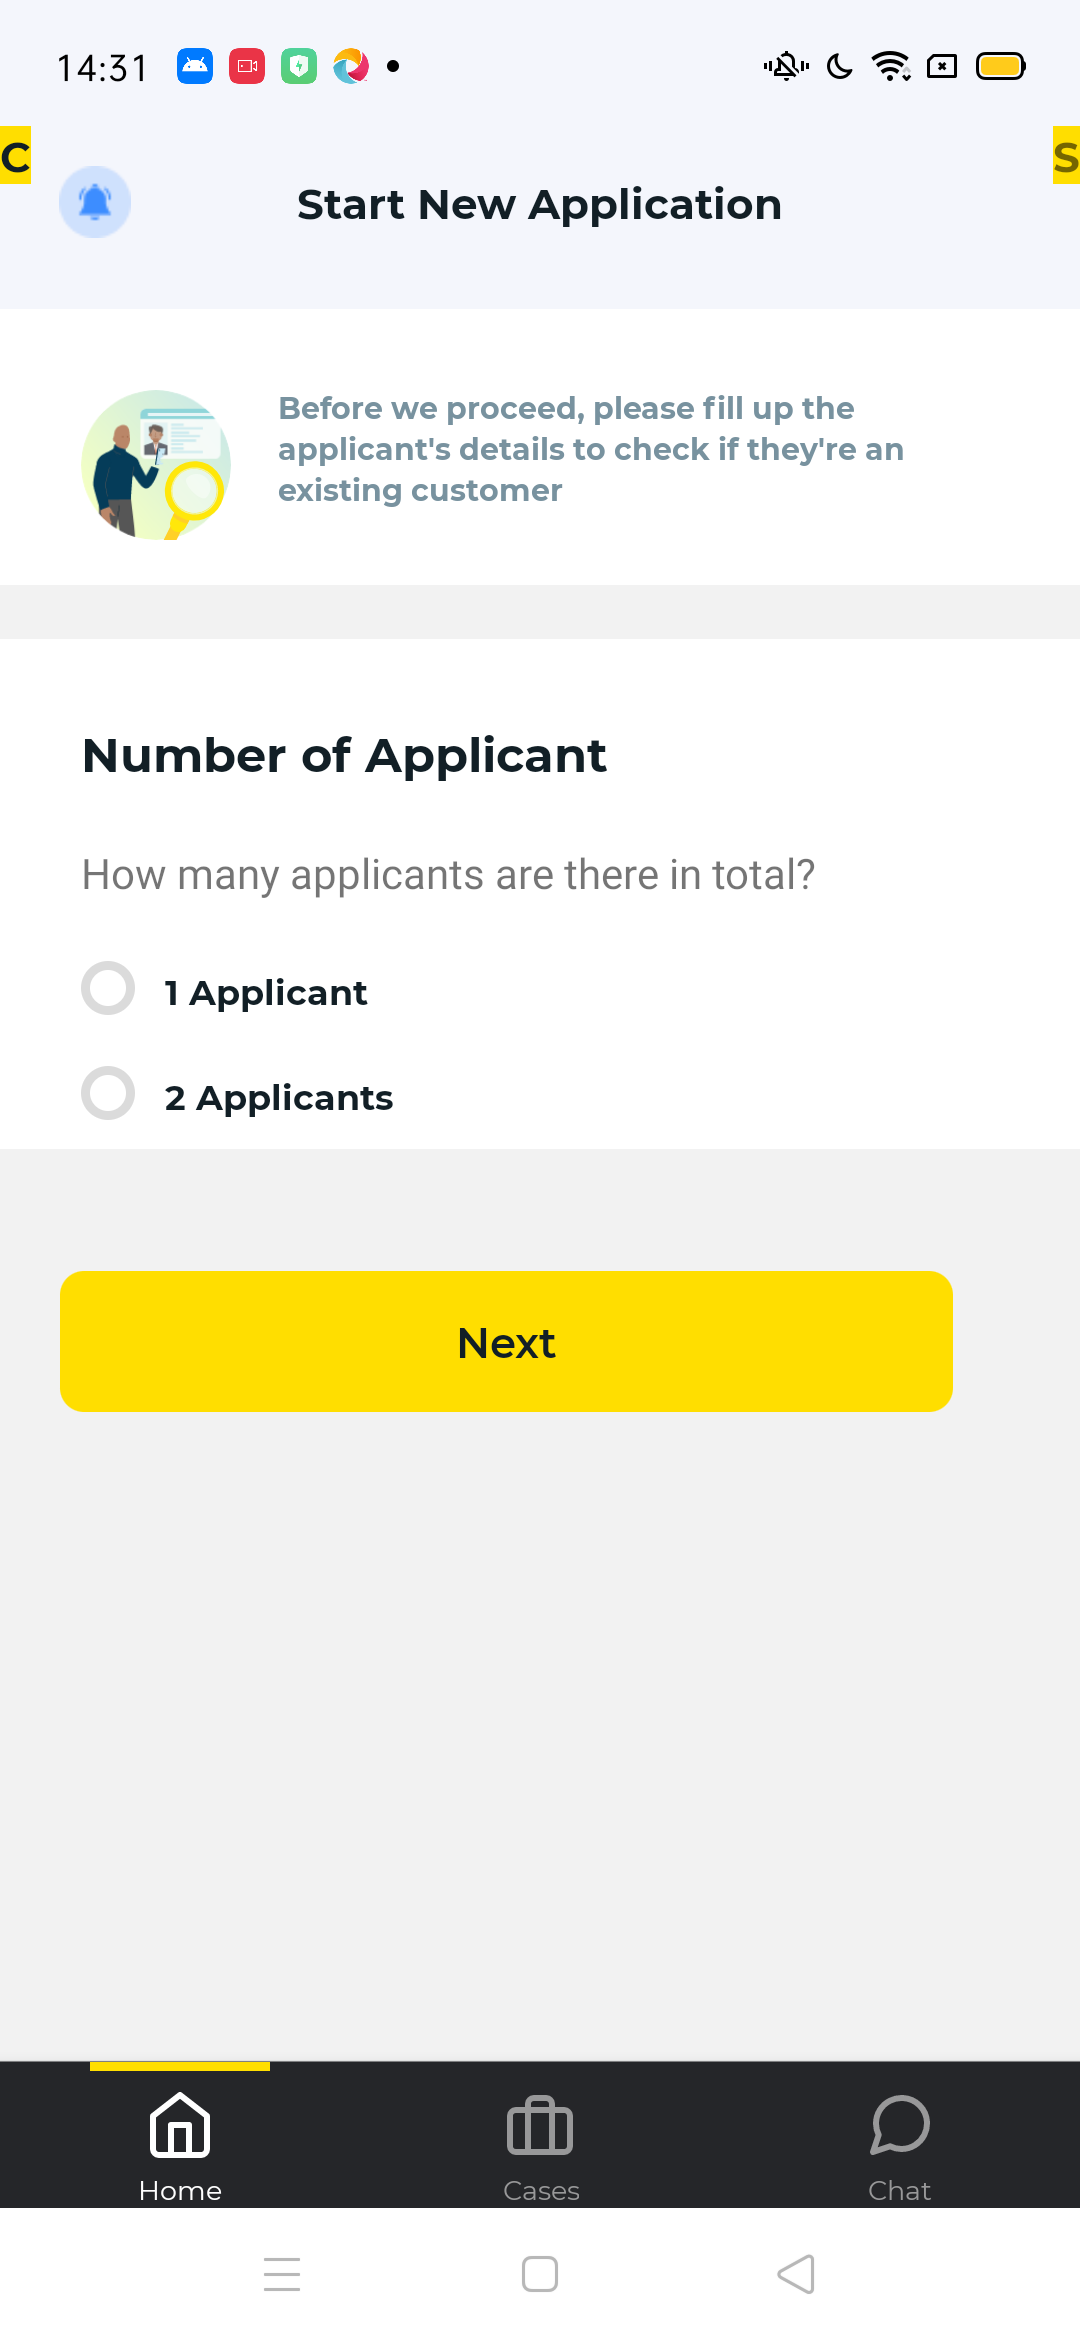 14:31
C
S
Start New Application
Before we proceed, please fill up the
applicant's details to check if they're an
existing customer
Number of Applicant
How many applicants are there in total?
1 Applicant
2 Applicants
Next
Home
Cases
Chat